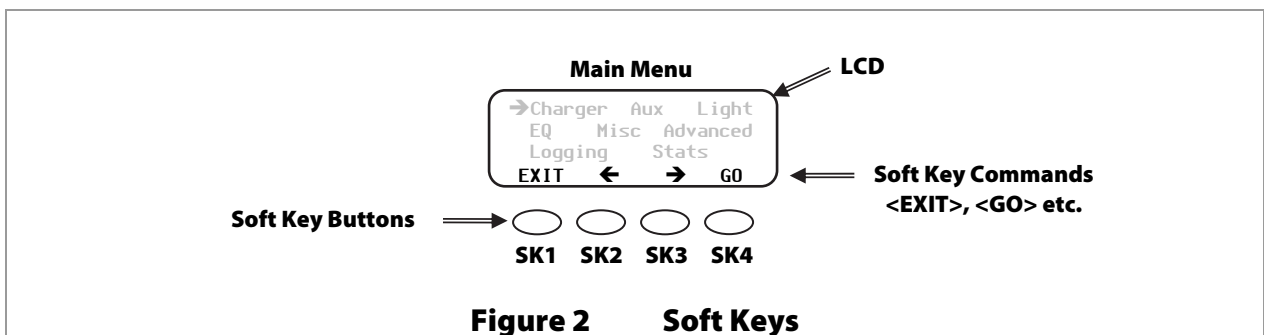 Main Menu
LCD
➔Charger Aux Light
EQ Misc Advanced
Logging Stats
EXIT 🡰 ➔ GO
Soft Key Commands
<EXIT>, <GO> etc.
Soft Key Buttons
SK1 SK2 SK3 SK4
Figure 2 Soft Keys